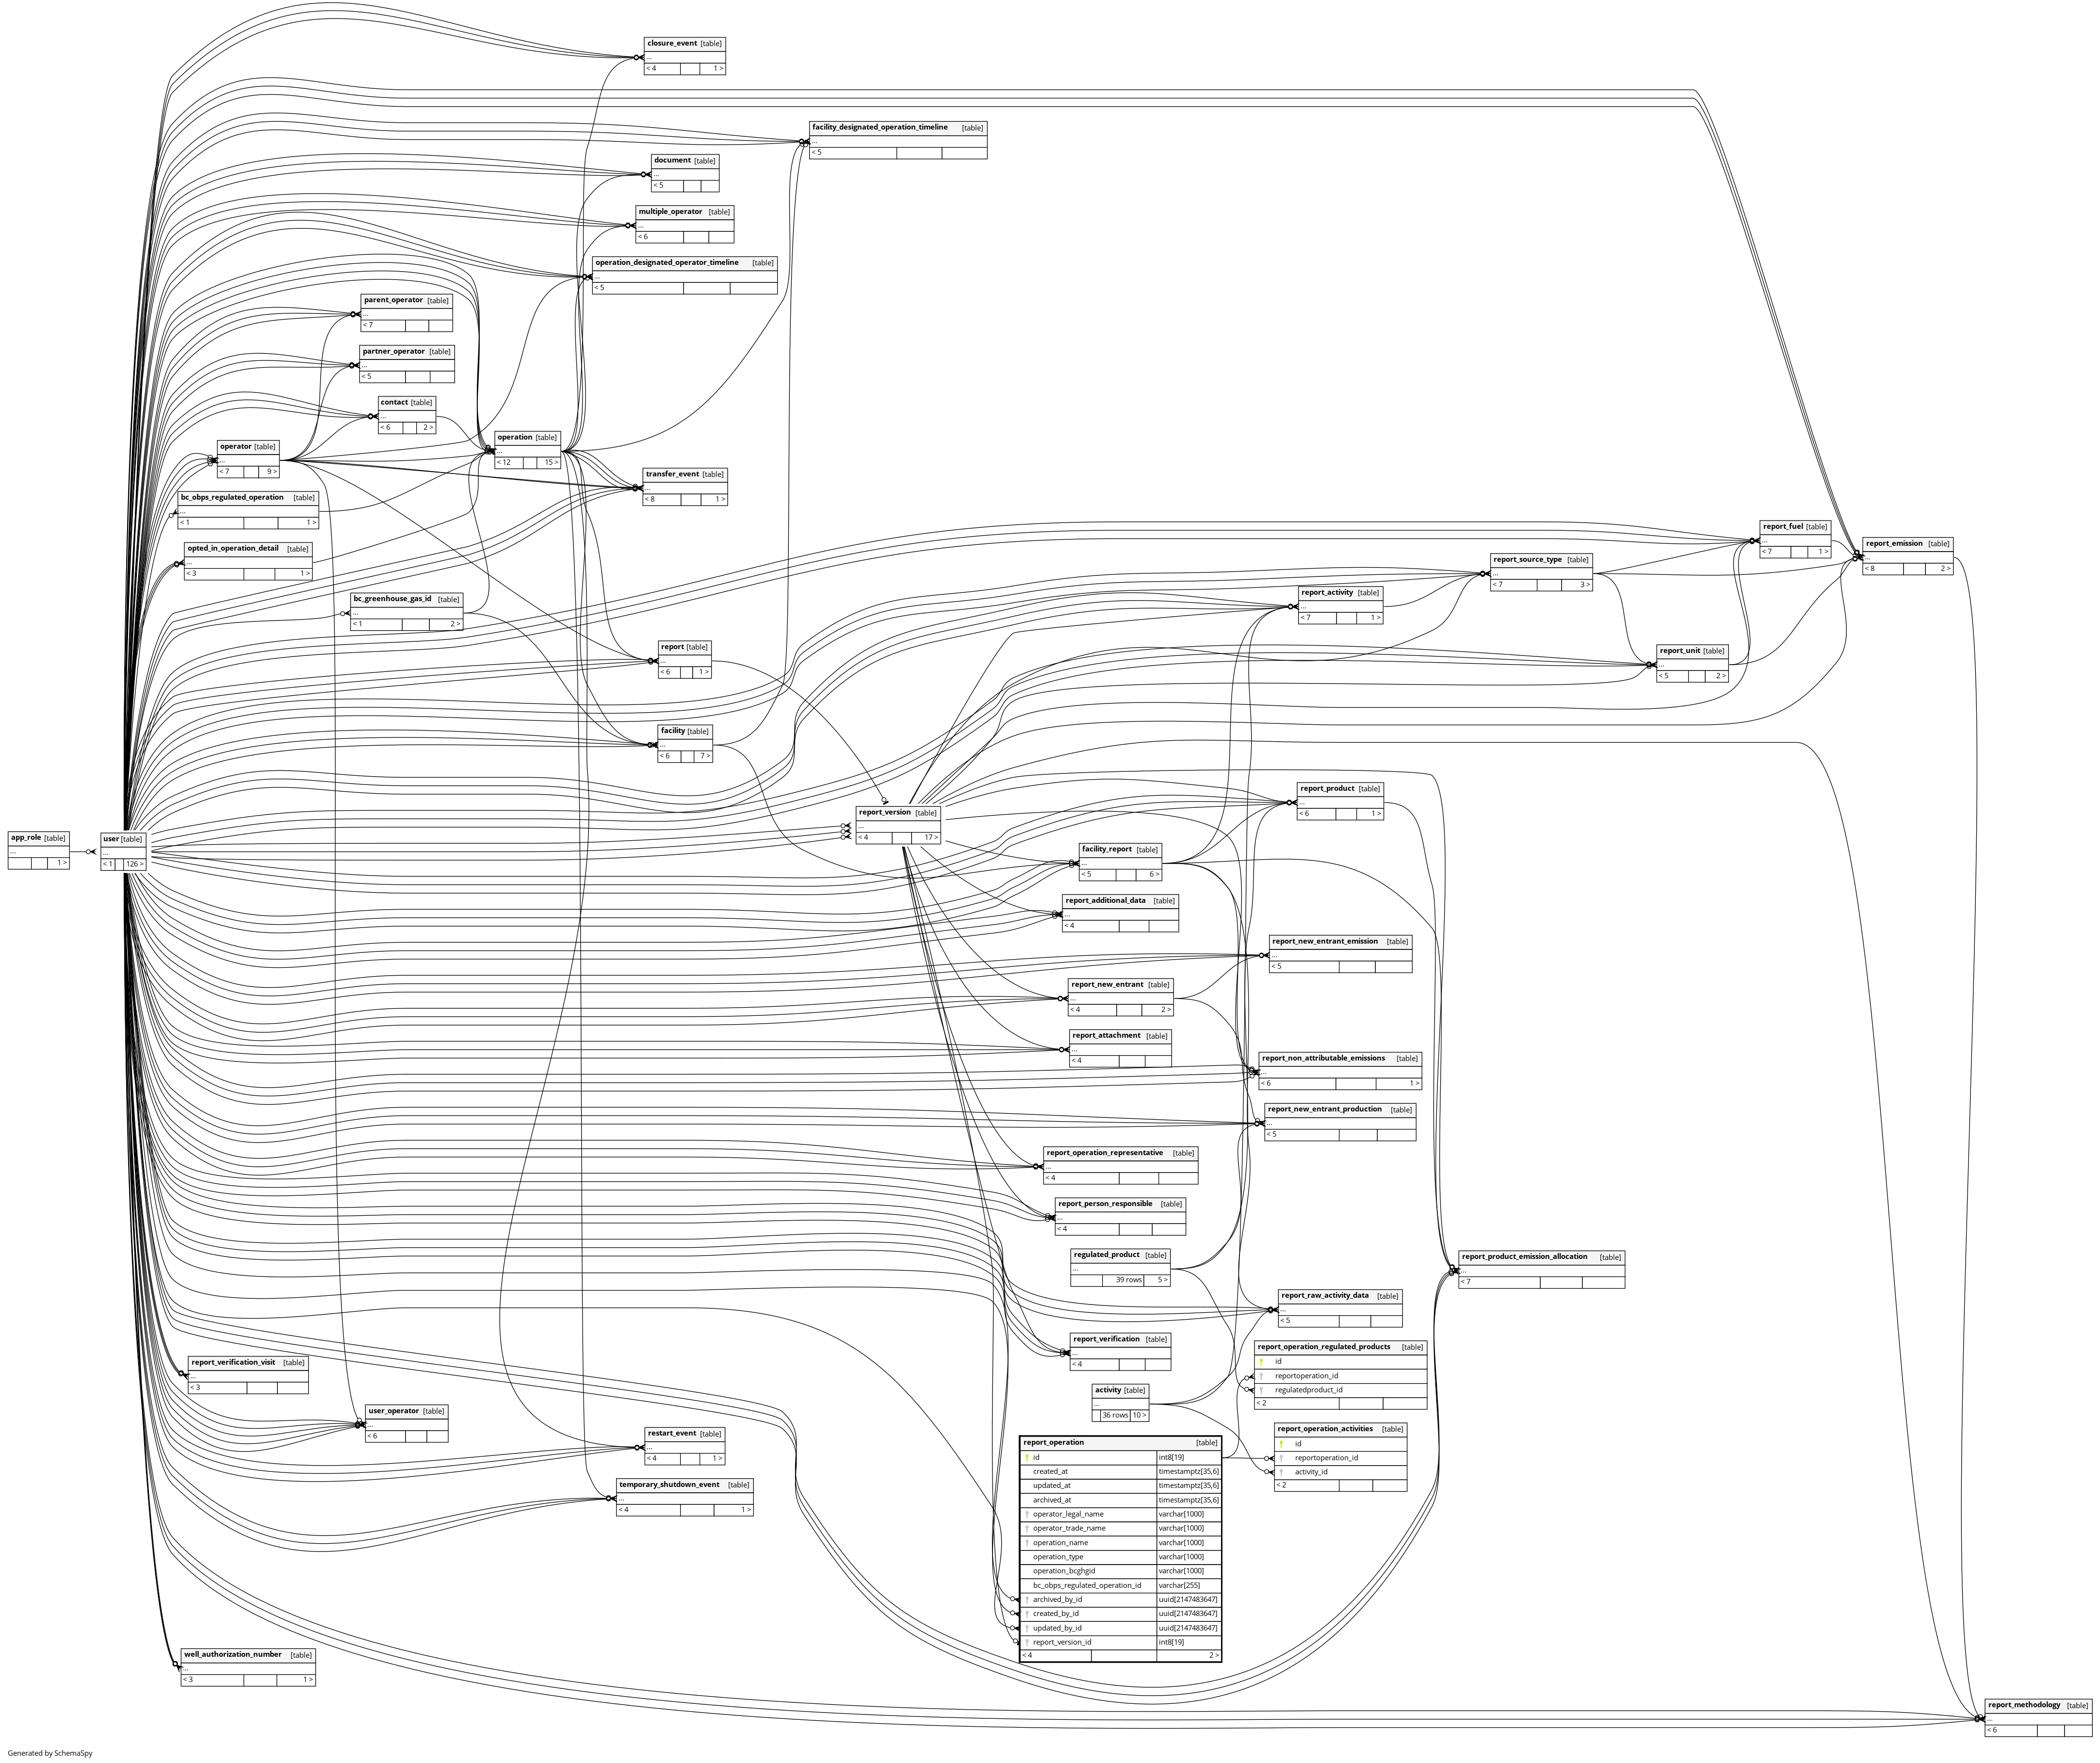 closure_event [table]
...
< 4 1 >
facility_designated_operation_timeline [table]
...
< 5
document [table]
...
< 5
multiple_operator [table]
...
< 6
operation_designated_operator_timeline [table]
...
< 5
parent_operator [table]
...
< 7
partner_operator [table]
...
< 5
contact [table]
...
< 6 2 >
operation [table]
...
< 12 15 >
operator [table]
...
< 7 9 >
transfer_event [table]
...
< 8 1 >
bc_obps_regulated_operation [table]
...
< 1 1 >
opted_in_operation_detail [table]
...
< 3 1 >
bc_greenhouse_gas_id [table]
...
< 1 2 >
report_fuel [table]
...
< 7 1 >
report_emission [table]
...
< 8 2 >
report_source_type [table]
...
< 7 3 >
report_activity [table]
...
< 7 1 >
report [table]
...
< 6 1 >
report_unit [table]
...
< 5 2 >
facility [table]
...
< 6 7 >
report_product [table]
...
< 6 1 >
report_version [table]
...
< 4 17 >
app_role [table]
...
1 >
user [table]
...
< 1 126 >
facility_report [table]
...
< 5 6 >
report_additional_data [table]
...
< 4
report_new_entrant_emission [table]
...
< 5
report_new_entrant [table]
...
< 4 2 >
report_attachment [table]
...
< 4
report_non_attributable_emissions [table]
...
< 6 1 >
report_new_entrant_production [table]
...
< 5
report_operation_representative [table]
...
< 4
report_person_responsible [table]
...
< 4
regulated_product [table]
...
39 rows 5 >
report_product_emission_allocation [table]
...
< 7
report_raw_activity_data [table]
...
< 5
report_verification [table]
...
< 4
report_operation_regulated_products [table]
id
reportoperation_id
regulatedproduct_id
< 2
report_verification_visit [table]
...
< 3
activity [table]
...
36 rows 10 >
user_operator [table]
...
< 6
report_operation_activities [table]
id
reportoperation_id
activity_id
< 2
restart_event [table]
...
< 4 1 >
report_operation [table]
id int8[19]
created_at timestamptz[35,6]
updated_at timestamptz[35,6]
archived_at timestamptz[35,6]
operator_legal_name varchar[1000]
operator_trade_name varchar[1000]
operation_name varchar[1000]
operation_type varchar[1000]
operation_bcghgid varchar[1000]
bc_obps_regulated_operation_id varchar[255]
archived_by_id uuid[2147483647]
created_by_id uuid[2147483647]
updated_by_id uuid[2147483647]
report_version_id int8[19]
< 4 2 >
temporary_shutdown_event [table]
...
< 4 1 >
well_authorization_number [table]
...
< 3 1 >
report_methodology [table]
...
< 6
Generated by SchemaSpy